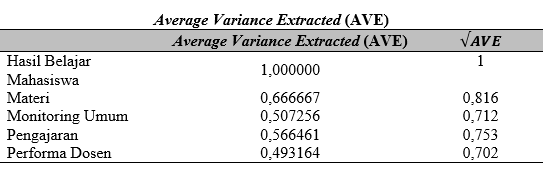 Average Variance Extracted (AVE)
Average Variance Extracted (AVE) √AVE
Hasil Belajar Mahasiswa 1,000000 1
Materi 0,666667 0,816
Monitoring Umum 0,507256 0,712
Pengajaran 0,566461 0,753
Performa Dosen 0,493164 0,702